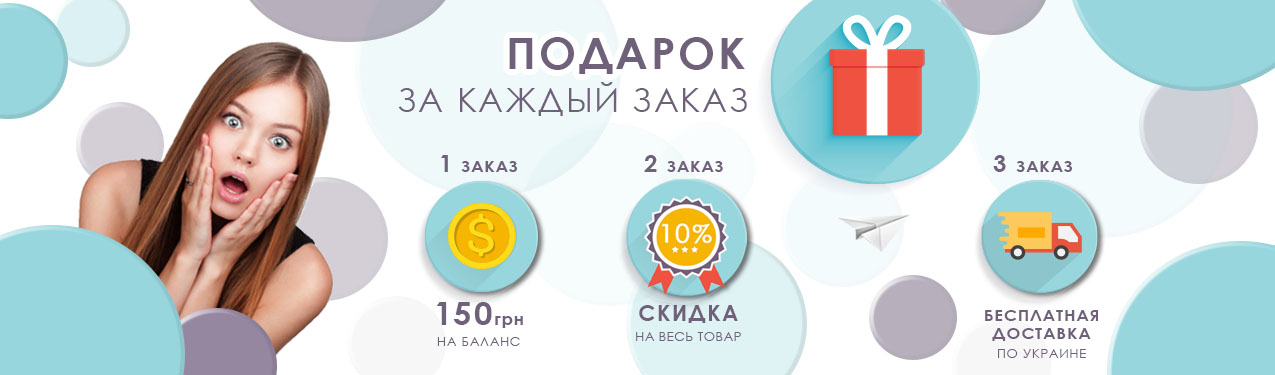 ПОДАРОК
ЗА КАЖДЫЙ ЗАКАЗ
1 ЗАКАЗ
$
150грн
НА БАЛАНС
2 ЗАКАЗ
10%
СКИДКА
НА ВЕСЬ ТОВАР
3 ЗАКАЗ
БЕСПЛАТНАЯ
ДОСТАВКА
ПО УКРАИНЕ